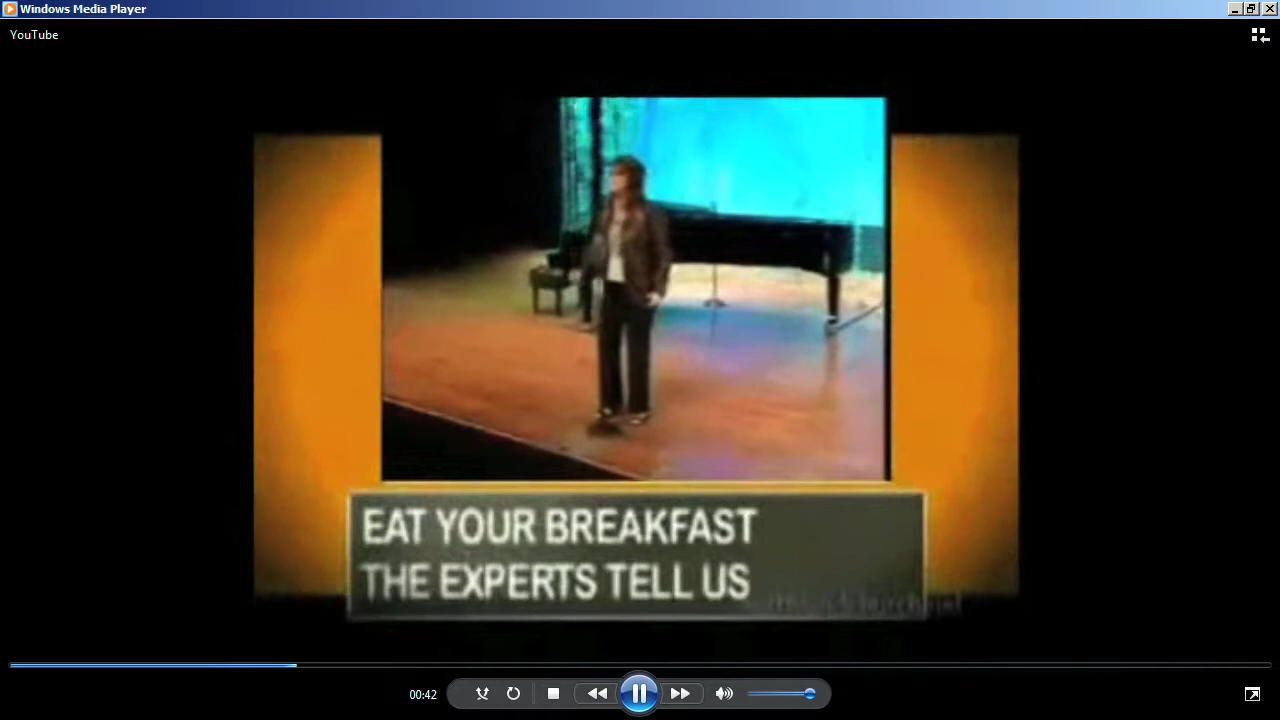 Windows Media Player
YouTube
EAT YOUR BREAKFAST
THE EXPERTS TELL US
00:42